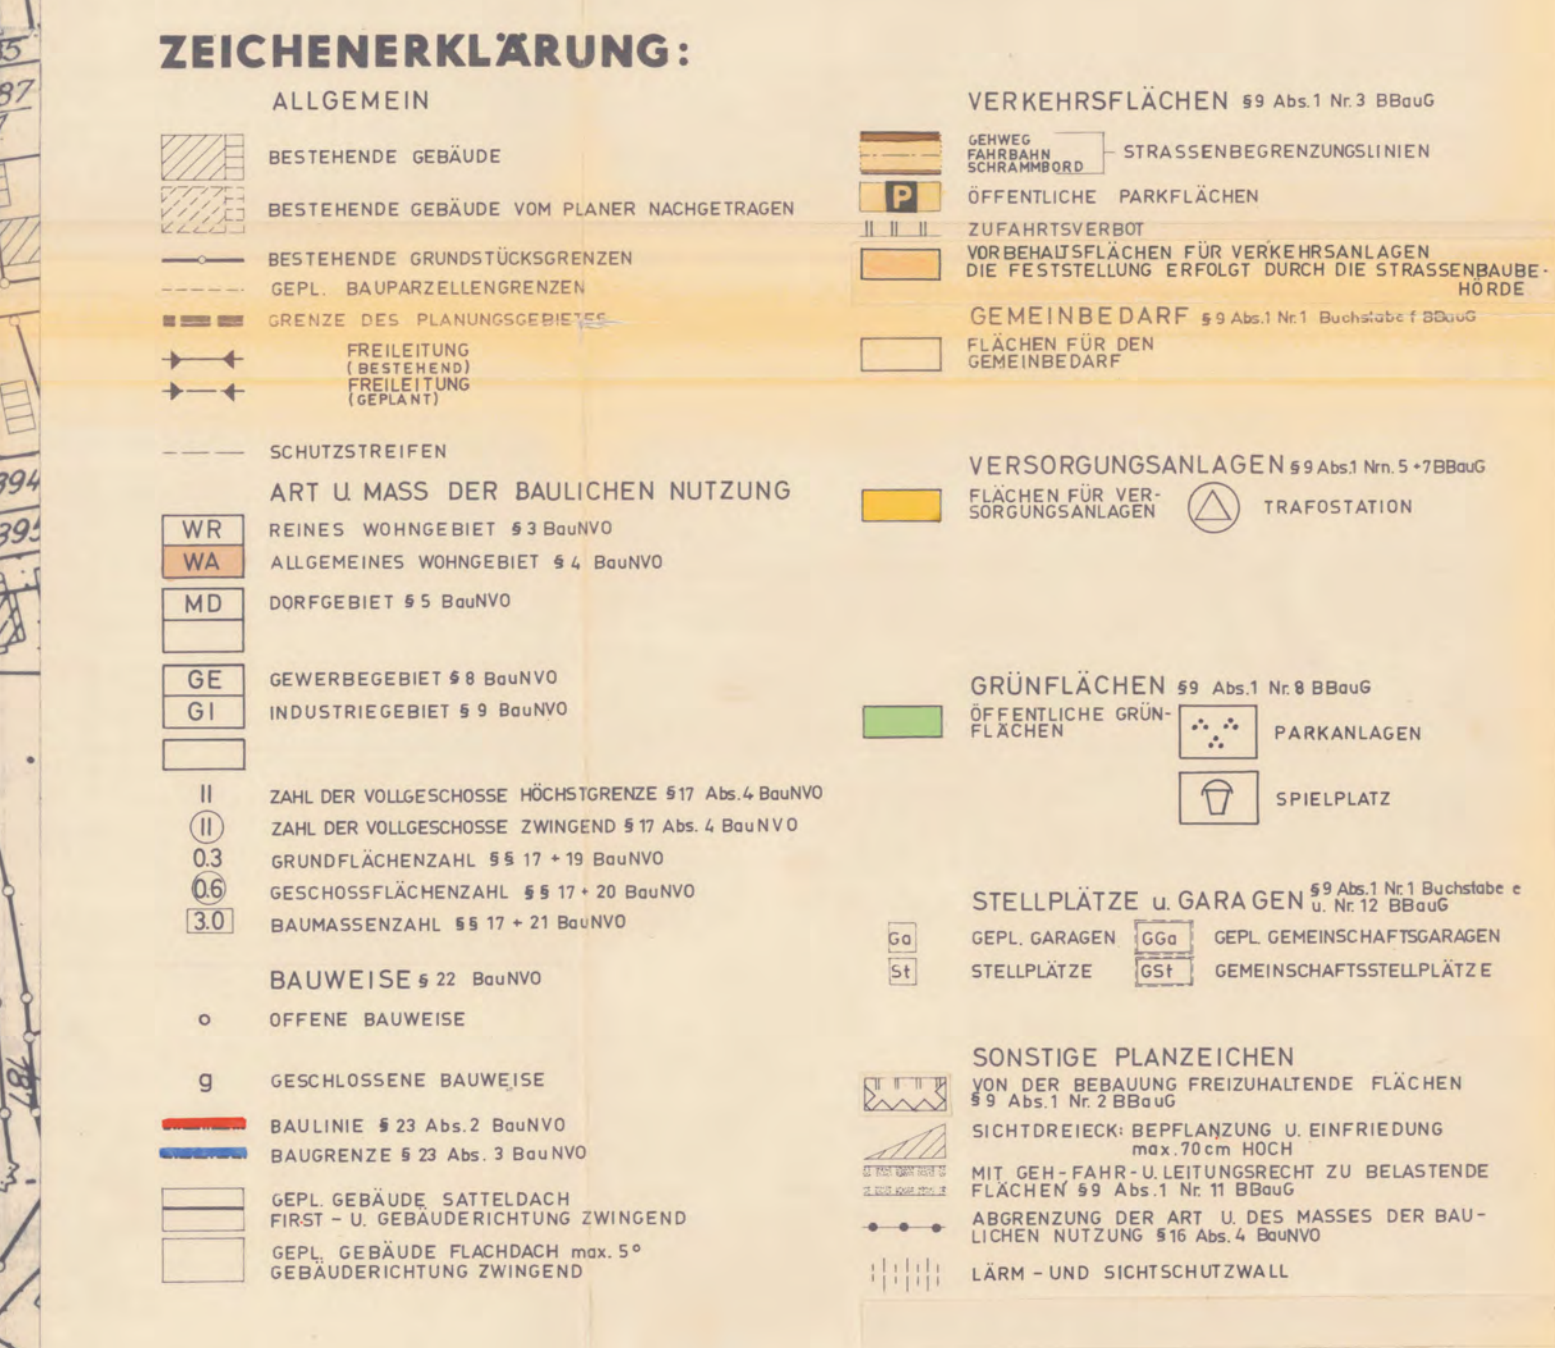 ZEICHENERKLÄRUNG:
ALLGEMEIN
BESTEHENDE GEBÄUDE
BESTEHENDE GEBÄUDE VOM PLANER NACHGETRAGEN
BESTEHENDE GRUNDSTÜCKSGRENZEN
GEPL. BAUPARZELLENGRENZEN
GRENZE DES PLANUNGSGEBIETES
FREILEITUNG
(BESTEHEND)
FREILEITUNG
(GEPLANT)
SCHUTZSTREIFEN
ART U. MASS DER BAULICHEN NUTZUNG
WR REINES WOHNGEBIET § 3 BauNVO
WA ALLGEMEINES WOHNGEBIET § 4 BauNVO
MD DORFGEBIET § 5 BauNVO
GE GEWERBEGEBIET § 8 BauNVO
GI INDUSTRIEGEBIET § 9 BauNVO
II ZAHL DER VOLLGESCHOSSE HÖCHSTGRENZE §17 Abs.4 BauNVO
II ZAHL DER VOLLGESCHOSSE ZWINGEND § 17 Abs. 4 BauNVO
0.3 GRUNDFLÄCHENZAHL §§ 17 + 19 BauNVO
0.6 GESCHOSSFLÄCHENZAHL §§ 17 + 20 BauNVO
3.0 BAUMASSENZAHL §§ 17 + 21 BauNVO
BAUWEISE § 22 BauNVO
o OFFENE BAUWEISE
g GESCHLOSSENE BAUWEISE
BAULINIE § 23 Abs.2 BauNVO
BAUGRENZE § 23 Abs. 3 BauNVO
GEPL. GEBÄUDE SATTELDACH
FIRST - U. GEBÄUDERICHTUNG ZWINGEND
GEPL. GEBÄUDE FLACHDACH max. 5°
GEBÄUDERICHTUNG ZWINGEND
VERKEHRSFLÄCHEN §9 Abs.1 Nr.3 BBauG
GEHWEG
FAHRBAHN STRASSENBEGRENZUNGSLINIEN
SCHRAMMBORD
P ÖFFENTLICHE PARKFLÄCHEN
ZUFAHRTSVERBOT
VORBEHALTSFLÄCHEN FÜR VERKEHRSANLAGEN
DIE FESTSTELLUNG ERFOLGT DURCH DIE STRASSENBAUBE-
HÖRDE
GEMEINBEDARF §9 Abs.1 Nr.1 Buchstabe f BBauG
FLÄCHEN FÜR DEN
GEMEINBEDARF
VERSORGUNGSANLAGEN §9 Abs.1 Nrn. 5 +7 BBauG
FLÄCHEN FÜR VER-
SORGUNGSANLAGEN TRAFOSTATION
GRÜNFLÄCHEN §9 Abs.1 Nr.8 BBauG
ÖFFENTLICHE GRÜN-
FLÄCHEN PARKANLAGEN
SPIELPLATZ
STELLPLÄTZE u. GARAGEN §9 Abs.1 Nr.1 Buchstabe e
u. Nr.12 BBauG
Ga GEPL. GARAGEN GGa GEPL. GEMEINSCHAFTSGARAGEN
St STELLPLÄTZE GSt GEMEINSCHAFTSSTELLPLÄTZE
SONSTIGE PLANZEICHEN
VON DER BEBAUUNG FREIZUHALTENDE FLÄCHEN
§9 Abs.1 Nr. 2 BBauG
SICHTDREIECK: BEPFLANZUNG U. EINFRIEDUNG
max. 70cm HOCH
MIT GEH-FAHR-U. LEITUNGSRECHT ZU BELASTENDE
FLÄCHEN §9 Abs.1 Nr. 11 BBauG
ABGRENZUNG DER ART U. DES MASSES DER BAU-
LICHEN NUTZUNG §16 Abs. 4 BauNVO
LÄRM - UND SICHTSCHUTZWALL
87
394
484